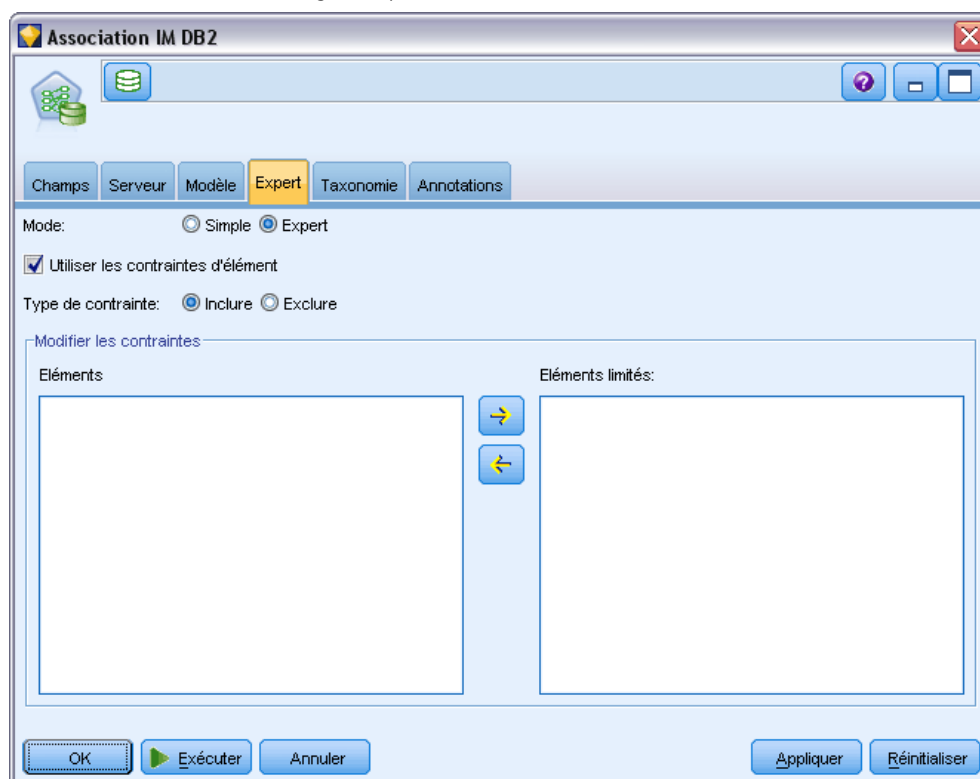 Association IM DB2
Champs Serveur Modèle Expert Taxonomie Annotations
Mode: Simple Expert
Utiliser les contraintes d'élément
Type de contrainte: Inclure Exclure
Modifier les contraintes
Eléments Eléments limités:
OK Exécuter Annuler Appliquer Réinitialiser